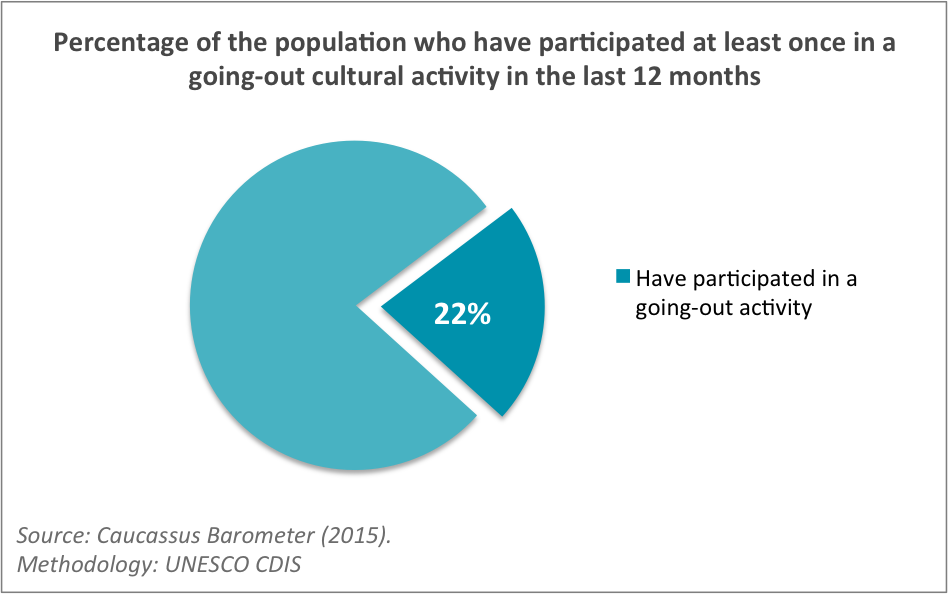 Percentage of the population who have participated at least once in a
going-out cultural activity in the last 12 months
22%
Have participated in a
going-out activity
Source: Caucassus Barometer (2015).
Methodology: UNESCO CDIS